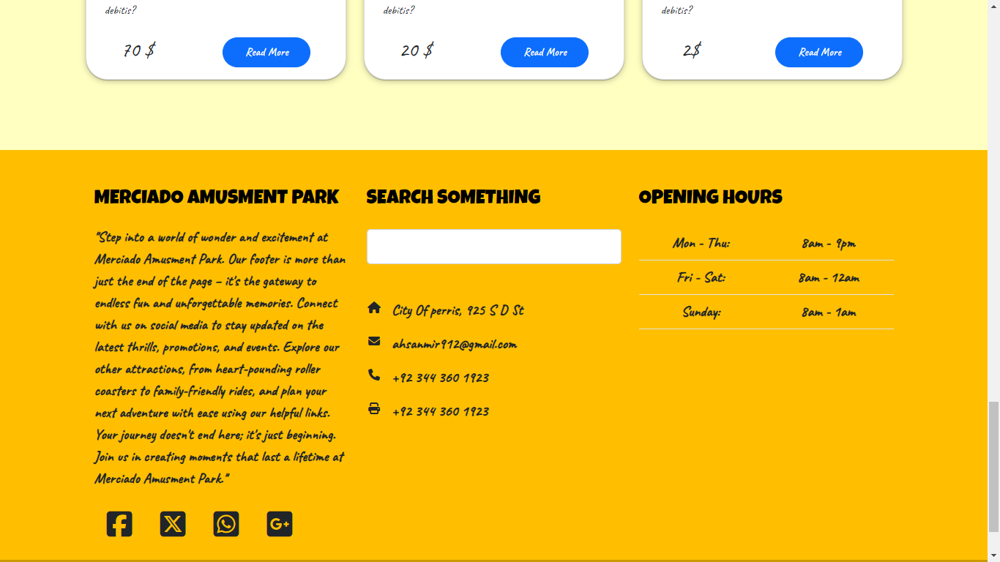 debitis?
debitis?
debitis?
70 $
Read More
20 $
Read More
2$
Read More
MERCIADO AMUSMENT PARK
"Step into a world of wonder and excitement at
Merciado Amusment Park. Our footer is more than
just the end of the page – it's the gateway to
endless fun and unforgettable memories. Connect
with us on social media to stay updated on the
latest thrills, promotions, and events. Explore our
other attractions, from heart-pounding roller
coasters to family-friendly rides, and plan your
next adventure with ease using our helpful links.
Your journey doesn't end here; it's just beginning.
Join us in creating moments that last a lifetime at
Merciado Amusment Park."
SEARCH SOMETHING
City Of perris, 925 S D St
ahsanmir912@gmail.com
+92 344 360 1923
+92 344 360 1923
OPENING HOURS
Mon - Thu: 8am - 9pm
Fri - Sat: 8am - 12am
Sunday: 8am - 1am